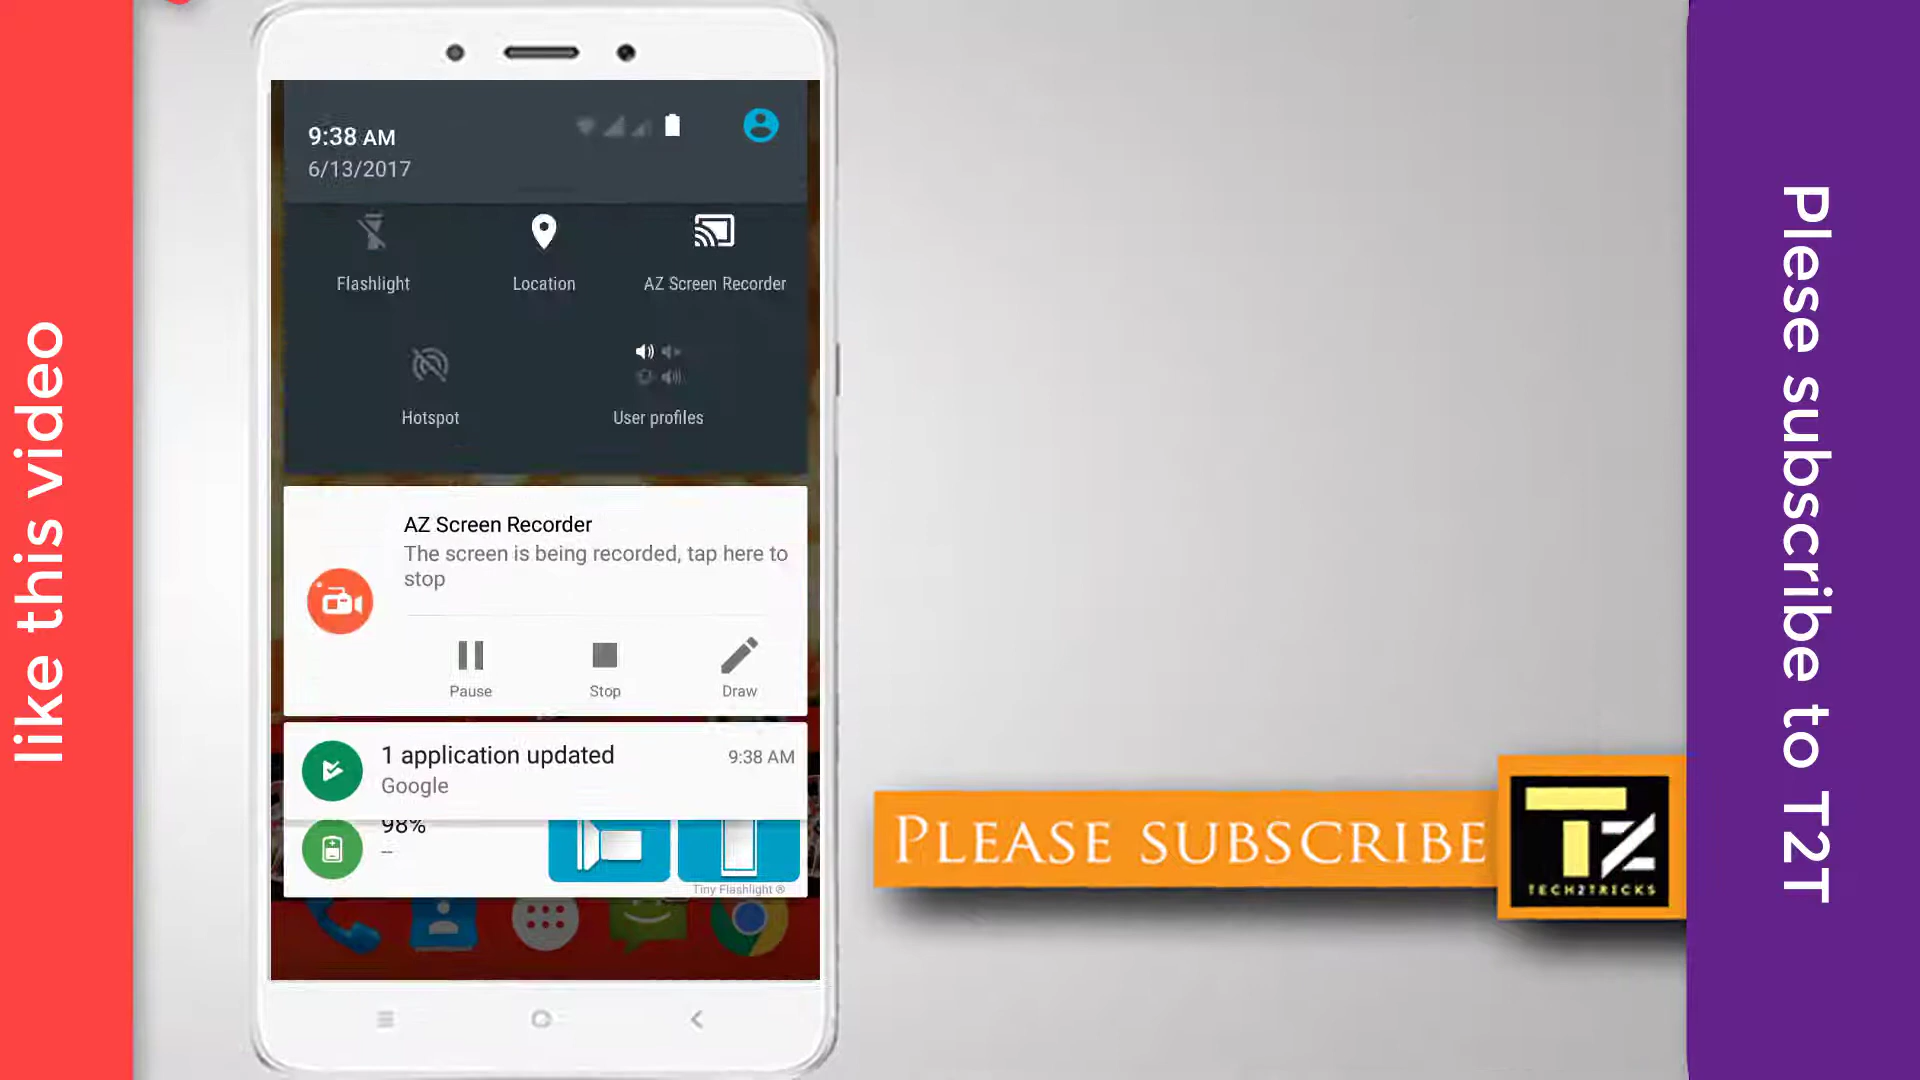 like this video
9:38 AM
6/13/2017
Flashlight
Location
AZ Screen Recorder
Hotspot
User profiles
AZ Screen Recorder
The screen is being recorded, tap here to
stop
Pause
Stop
Draw
1 application updated
9:38 AM
Google
98%
--
Tiny Flashlight ®
PLEASE SUBSCRIBE
TECH2TRICKS
Plese subscribe to T2T